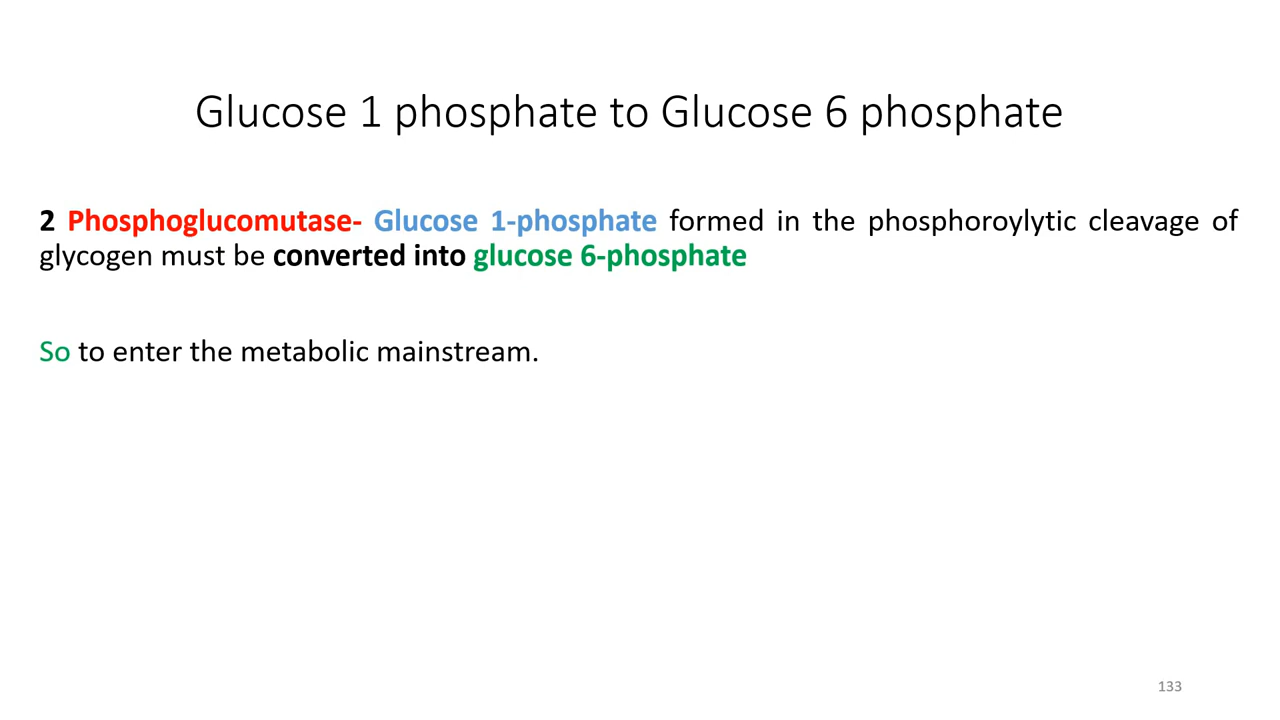 Glucose 1 phosphate to Glucose 6 phosphate
2 Phosphoglucomutase- Glucose 1-phosphate formed in the phosphoroylytic cleavage of
glycogen must be converted into glucose 6-phosphate
So to enter the metabolic mainstream.
133